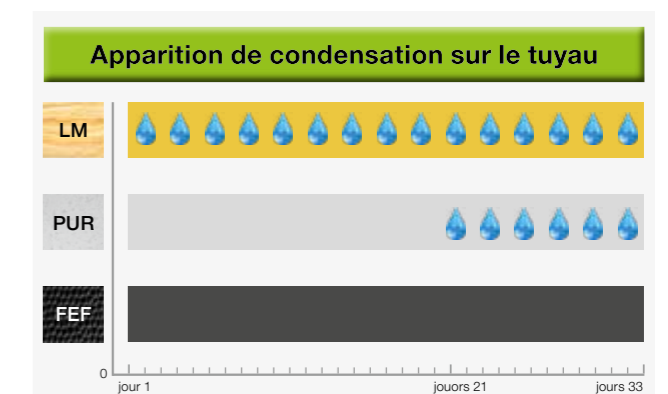 Apparition de condensation sur le tuyau
LM
PUR
FEF
0
jour 1
jouors 21
jours 33